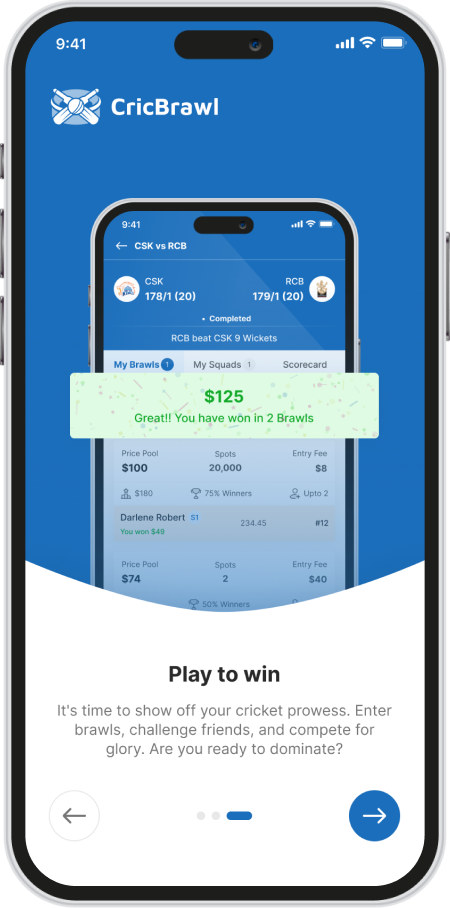 9:41
CricBrawl
9:41
CSK vs RCB
CSK
RCB
178/1 (20)
179/1 (20)
• Completed
RCB beat CSK 9 Wickets
My Brawls 1
My Squads 1
Scorecard
$125
Great!! You have won in 2 Brawls
Price Pool
Spots
Entry Fee
$100
20,000
$8
$180
75% Winners
Upto 2
Darlene Robert S1
234.45
#12
You won $49
Price Pool
Spots
Entry Fee
$74
2
$40
50% Winners
Play to win
It's time to show off your cricket prowess. Enter
brawls, challenge friends, and compete for
glory. Are you ready to dominate?